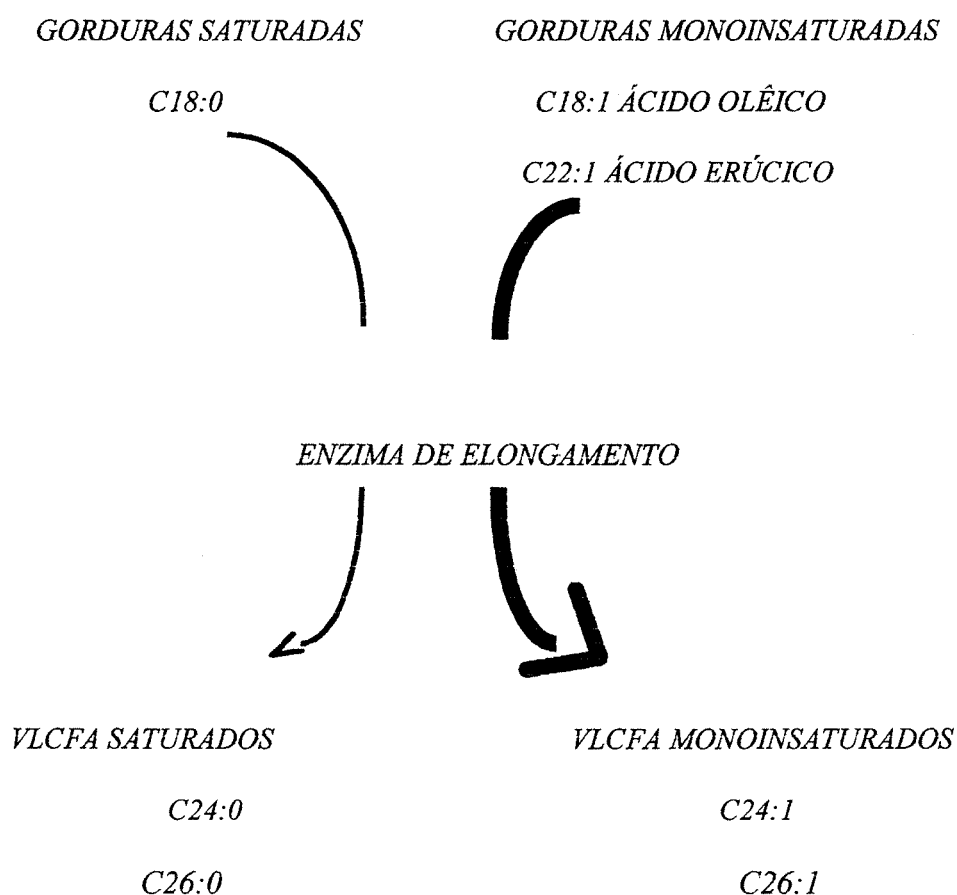 GORDURAS SATURADAS
GORDURAS MONOINSATURADAS
C18:0
C18:1 ÁCIDO OLÊICO
C22:1 ÁCIDO ERÚCICO
ENZIMA DE ELONGAMENTO
VLCFA SATURADOS
VLCFA MONOINSATURADOS
C24:0
C24:1
C26:0
C26:1